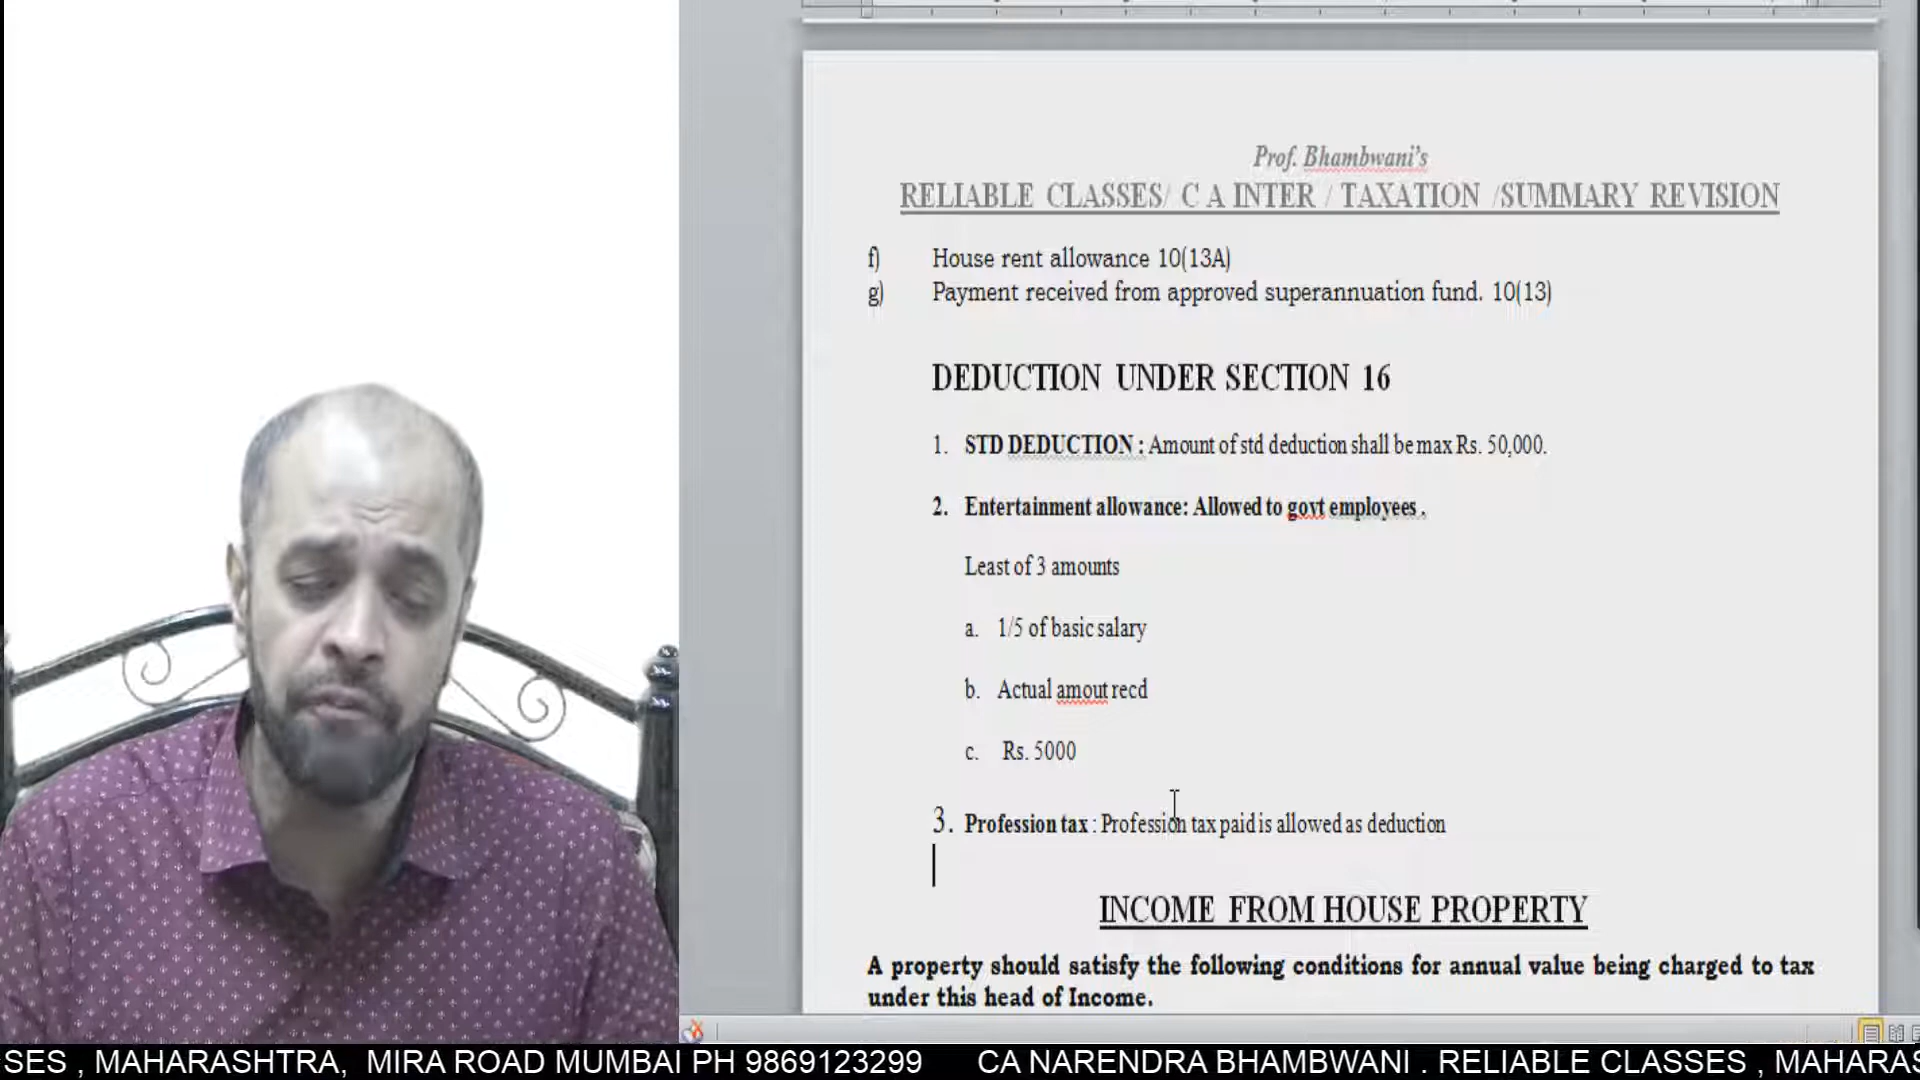 Prof. Bhambwani's
RELIABLE CLASSES/ C A INTER / TAXATION /SUMMARY REVISION
f) House rent allowance 10(13A)
g) Payment received from approved superannuation fund. 10(13)
DEDUCTION UNDER SECTION 16
1. STD DEDUCTION : Amount of std deduction shall be max Rs. 50,000.
2. Entertainment allowance: Allowed to govt employees .
Least of 3 amounts
a. 1/5 of basic salary
b. Actual amout recd
c. Rs. 5000
3. Profession tax : Profession tax paid is allowed as deduction
INCOME FROM HOUSE PROPERTY
A property should satisfy the following conditions for annual value being charged to tax
under this head of Income.
SES , MAHARASHTRA, MIRA ROAD MUMBAI PH 9869123299 CA NARENDRA BHAMBWANI . RELIABLE CLASSES , MAHARAS